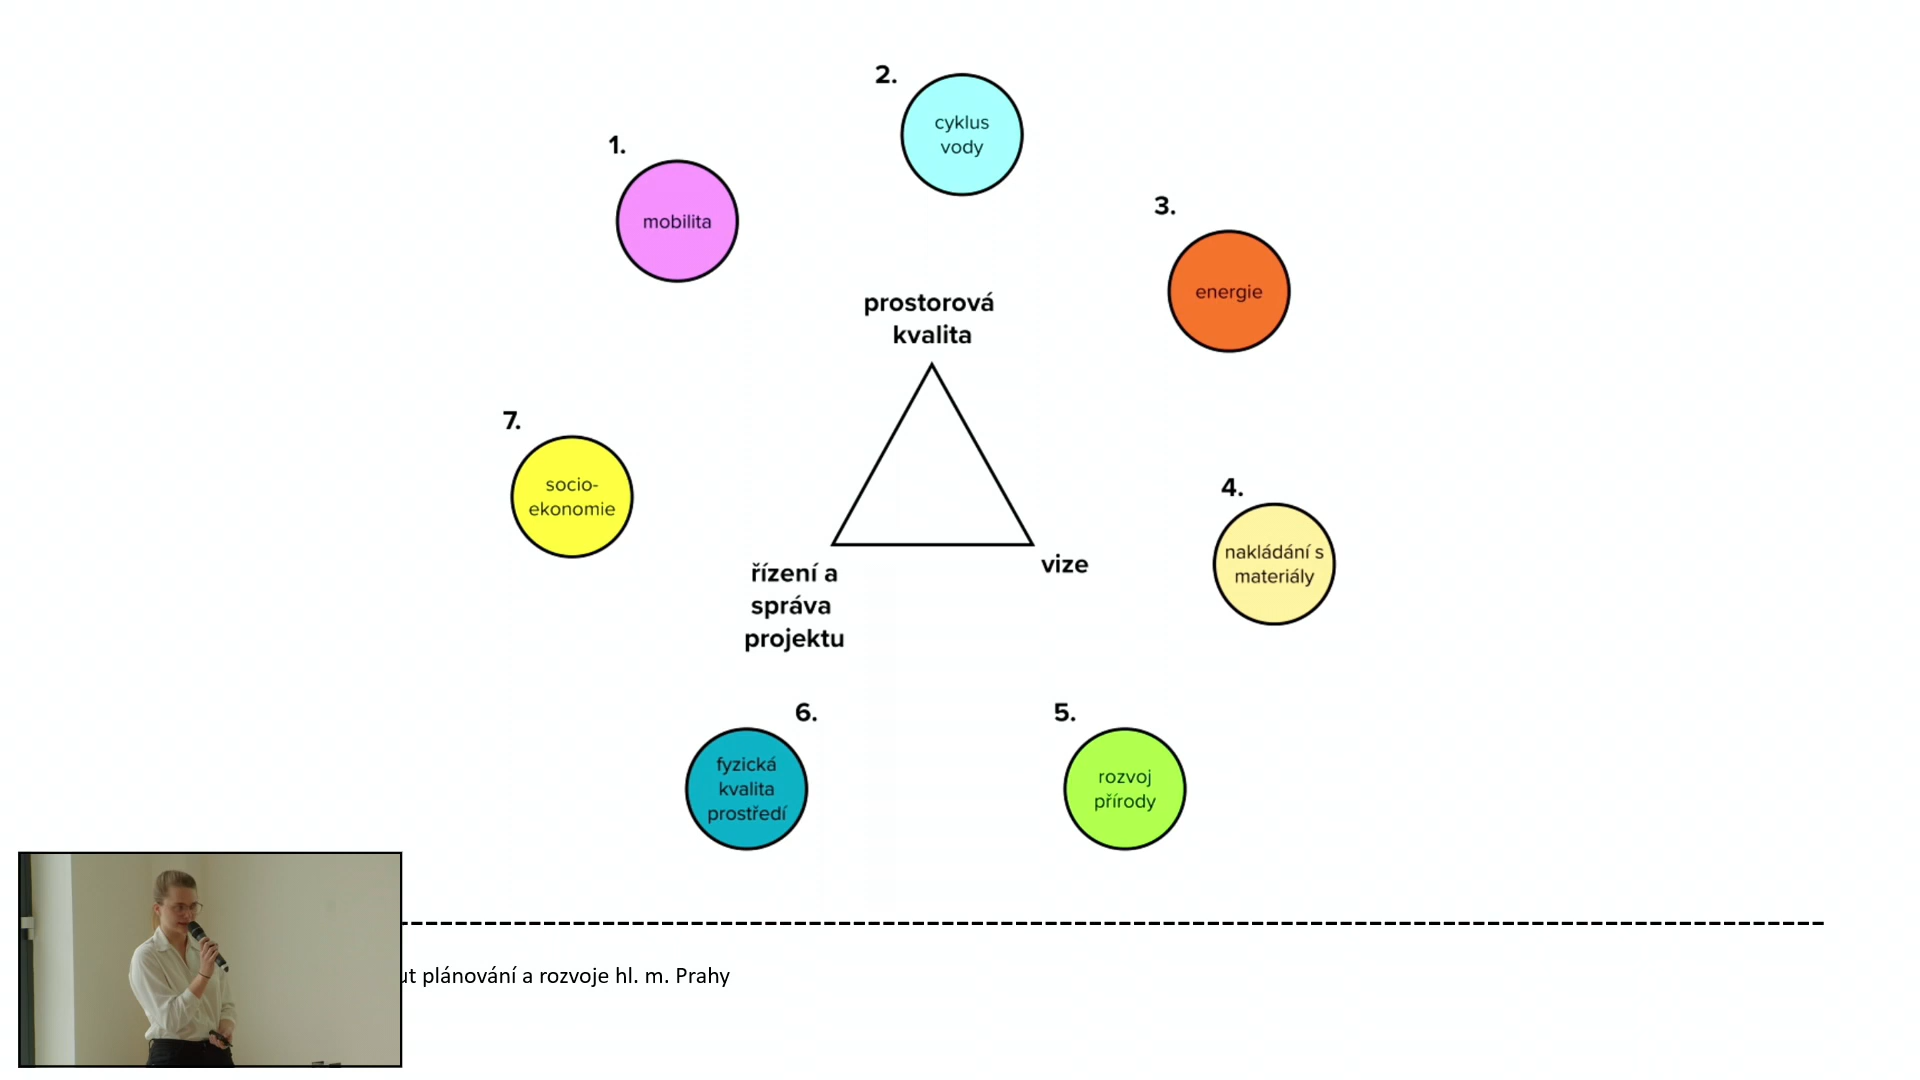 1.
mobilita
2.
cyklus
vody
3.
energie
prostorová
kvalita
řízení a
správa
projektu
vize
4.
nakládání s
materiály
5.
rozvoj
přírody
6.
fyzická
kvalita
prostředí
7.
socio-
ekonomie
plánování a rozvoje hl. m. Prahy